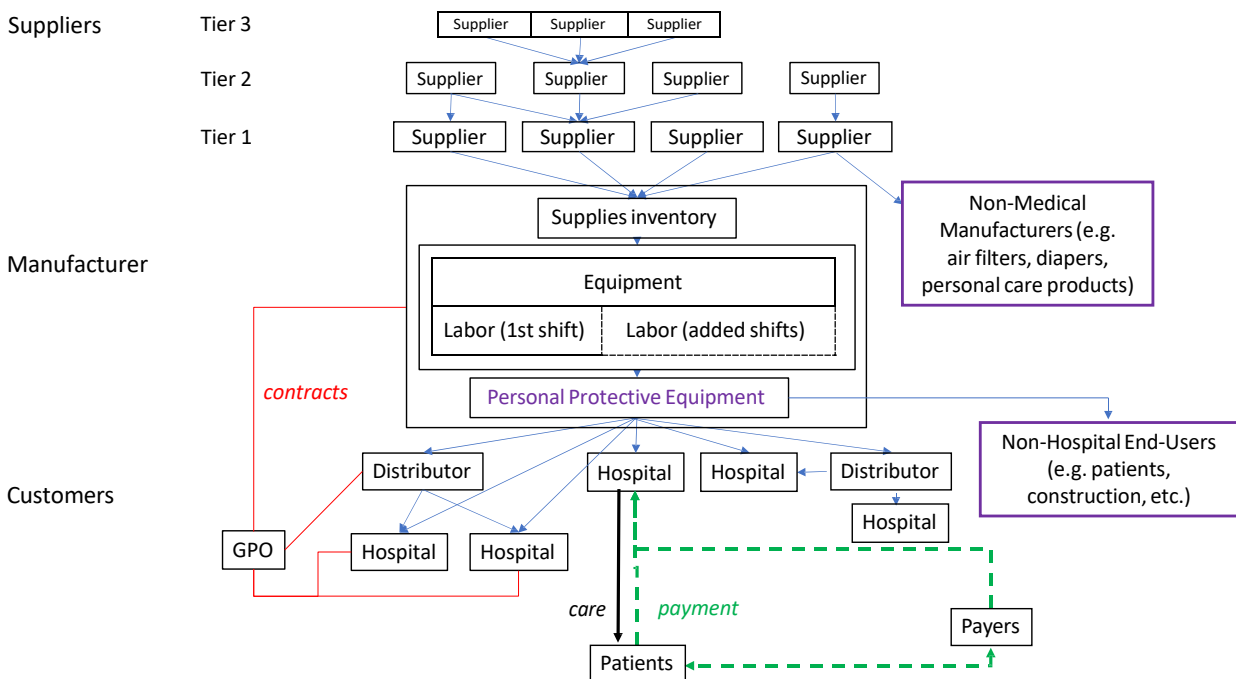 Suppliers
Tier 3
Supplier
Supplier
Supplier
Tier 2
Supplier
Supplier
Supplier
Supplier
Tier 1
Supplier
Supplier
Supplier
Supplier
Supplies inventory
Non-Medical
Manufacturers (e.g.
air filters, diapers,
personal care products)
Manufacturer
Equipment
Labor (1st shift)
Labor (added shifts)
contracts
Personal Protective Equipment
Non-Hospital End-Users
(e.g. patients,
construction, etc.)
Customers
Distributor
Hospital
Hospital
Distributor
Hospital
GPO
Hospital
Hospital
care
payment
Payers
Patients